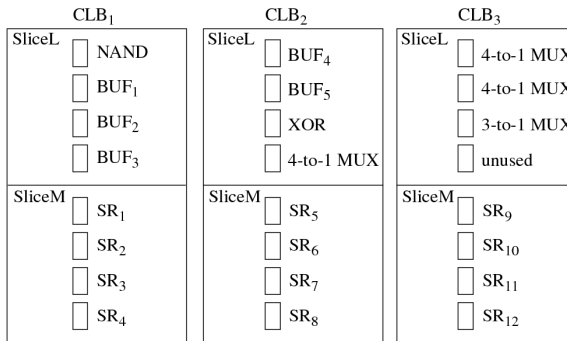 CLB₁
SliceL
NAND
BUF₁
BUF₂
BUF₃
SliceM
SR₁
SR₂
SR₃
SR₄
CLB₂
SliceL
BUF₄
BUF₅
XOR
4-to-1 MUX
SliceM
SR₅
SR₆
SR₇
SR₈
CLB₃
SliceL
4-to-1 MUX
4-to-1 MUX
3-to-1 MUX
unused
SliceM
SR₉
SR₁₀
SR₁₁
SR₁₂